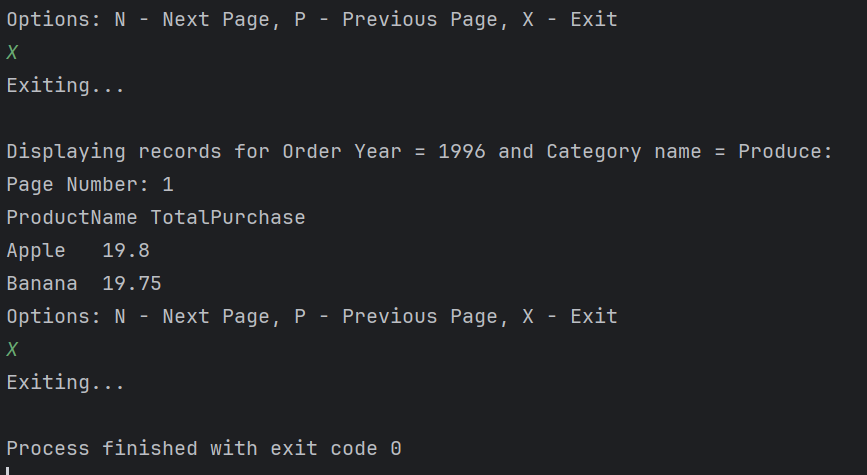 Options: N - Next Page, P - Previous Page, X - Exit
X
Exiting...
Displaying records for Order Year = 1996 and Category name = Produce:
Page Number: 1
ProductName TotalPurchase
Apple   19.8
Banana  19.75
Options: N - Next Page, P - Previous Page, X - Exit
X
Exiting...
Process finished with exit code 0